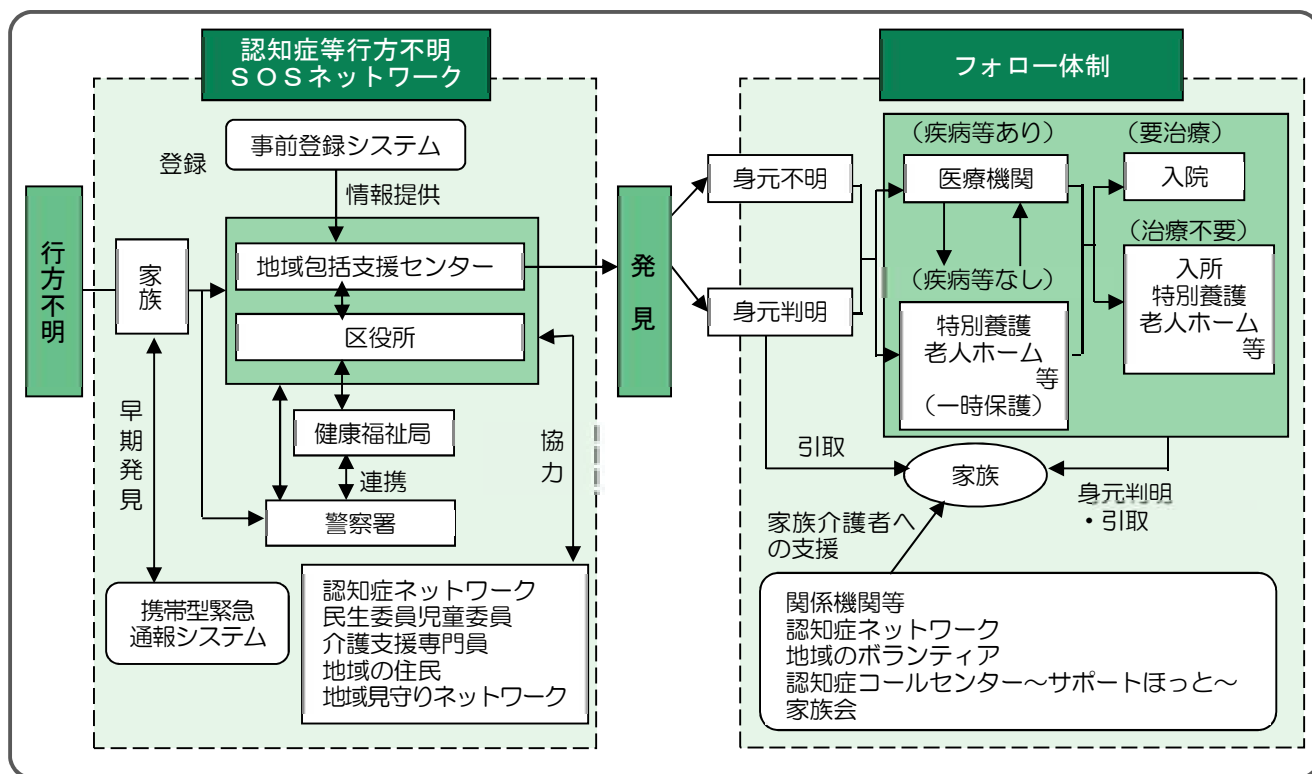 認知症等行方不明
ＳＯＳネットワーク
登録
事前登録システム
情報提供
行方不明
家族
地域包括支援センター
区役所
健康福祉局
連携
警察署
早期発見
協力
携帯型緊急
通報システム
認知症ネットワーク
民生委員児童委員
介護支援専門員
地域の住民
地域見守りネットワーク
発見
フォロー体制
身元不明
身元判明
（疾病等あり）
医療機関
（疾病等なし）
特別養護
老人ホーム
等
（一時保護）
（要治療）
入院
（治療不要）
入所
特別養護
老人ホーム
等
引取
家族
身元判明
・引取
家族介護者へ
の支援
関係機関等
認知症ネットワーク
地域のボランティア
認知症コールセンター～サポートほっと～
家族会